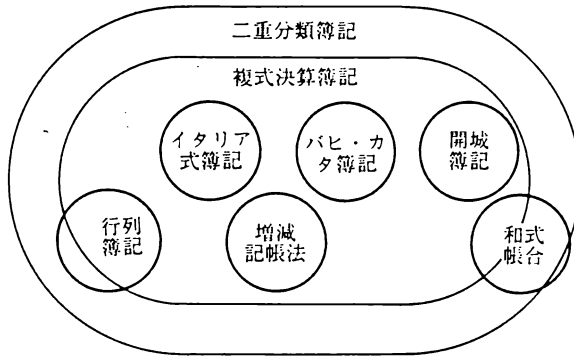 二重分類簿記
複式決算簿記
イタリア
式簿記
バヒ・カ
タ簿記
開城
簿記
行列
簿記
増減
記帳法
和式
帳合